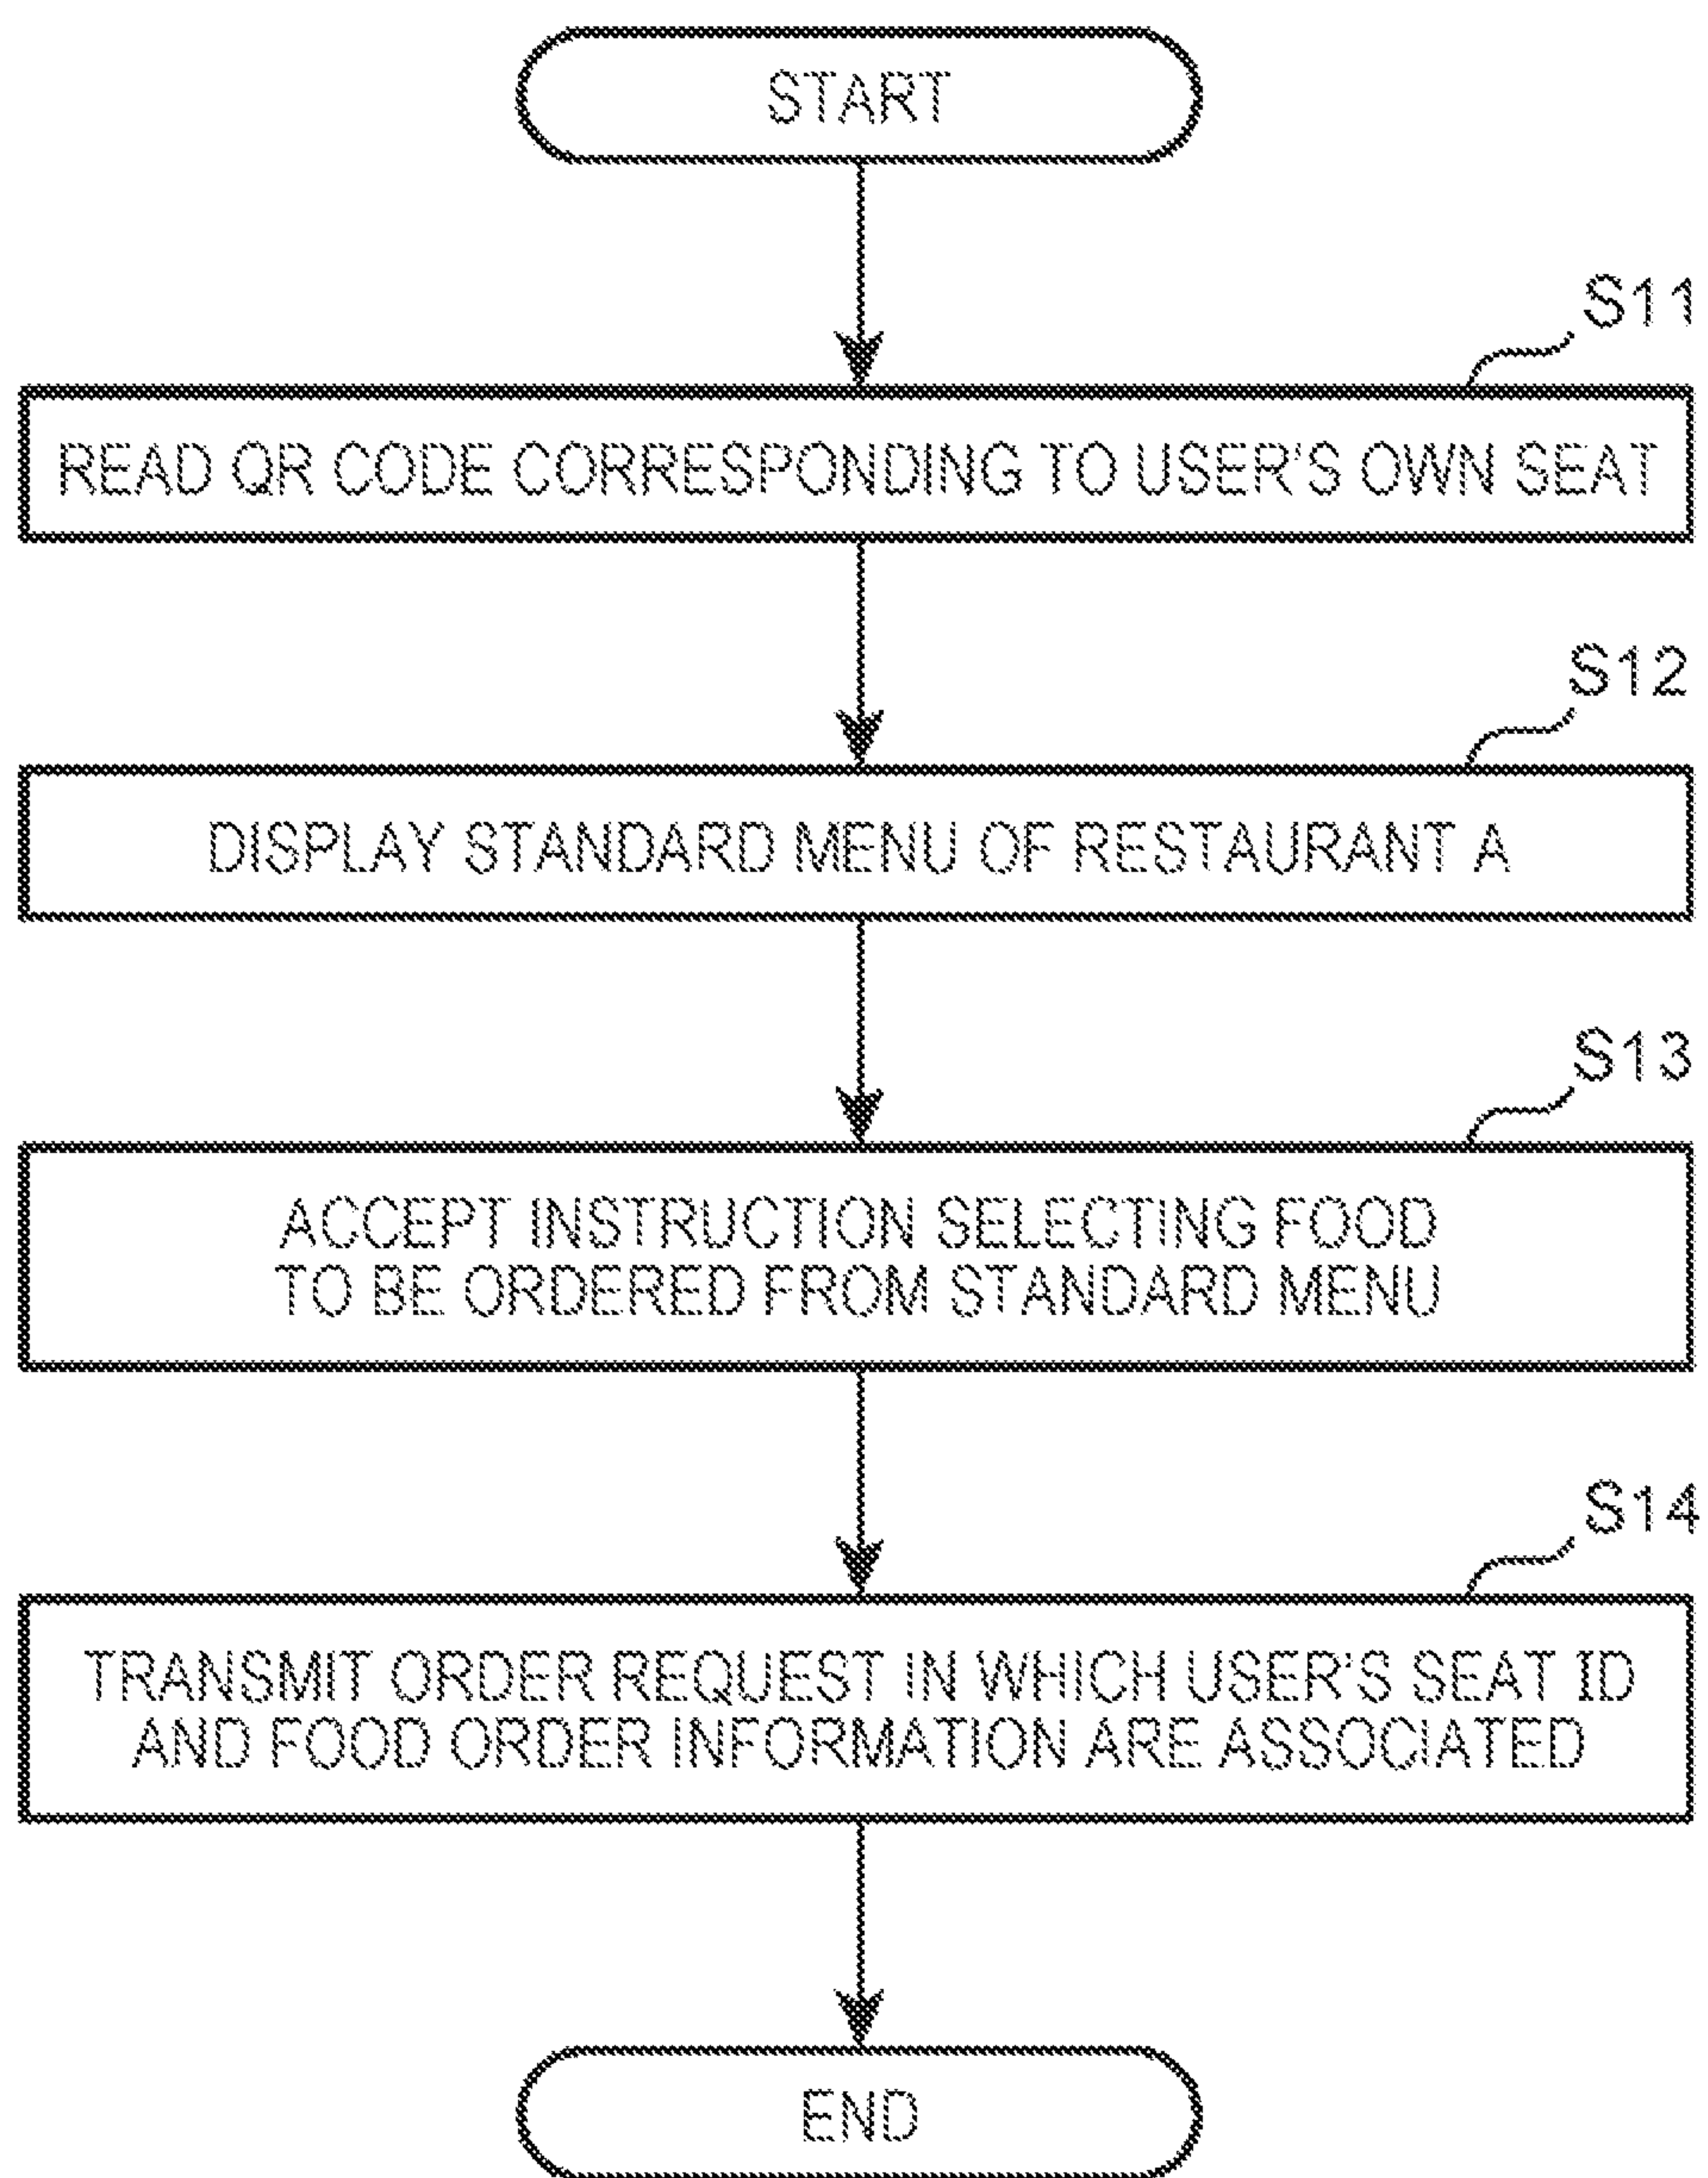 START
S11
READ QR CODE CORRESPONDING TO USER'S OWN SEAT
S12
DISPLAY STANDARD MENU OF RESTAURANT A
S13
ACCEPT INSTRUCTION SELECTING FOOD
TO BE ORDERED FROM STANDARD MENU
S14
TRANSMIT ORDER REQUEST IN WHICH USER'S SEAT ID
AND FOOD ORDER INFORMATION ARE ASSOCIATED
END